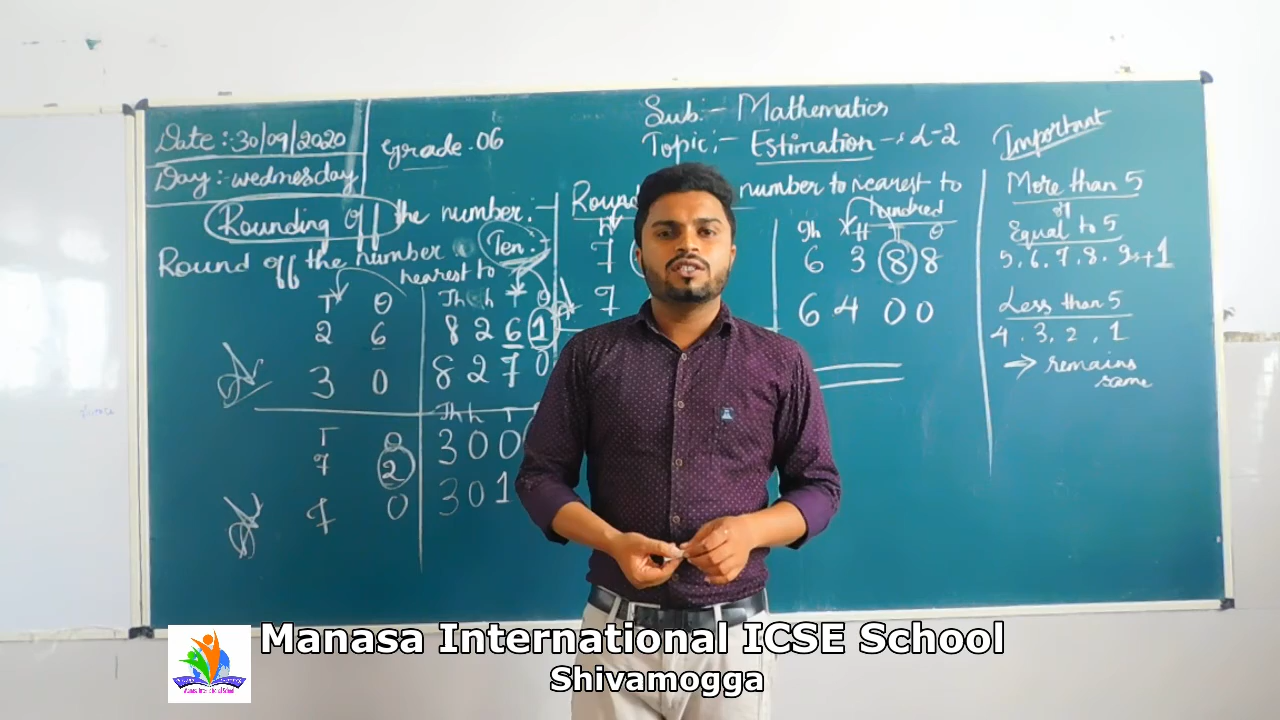 Date :- 30/09/2020
Day :- wednesday
Grade . 06
Sub :- Mathematics
Topic :- Estimation -: L-2
Rounding off the number :-
Round off the number
nearest to Ten.
T O
2 6
3 0
Th h T O
8 2 6 1
8 2 7 0
T O
7 2
7 0
Th h T
3 0 0
3 0 1
Round number to nearest to
hundred
7
7
Th H O
6 3 8 8
6 4 0 0
Important
More than 5
or
Equal to 5
5, 6, 7, 8, 9 → +1
Less than 5
4, 3, 2, 1
→ remains
same
Manasa International ICSE School
Shivamogga